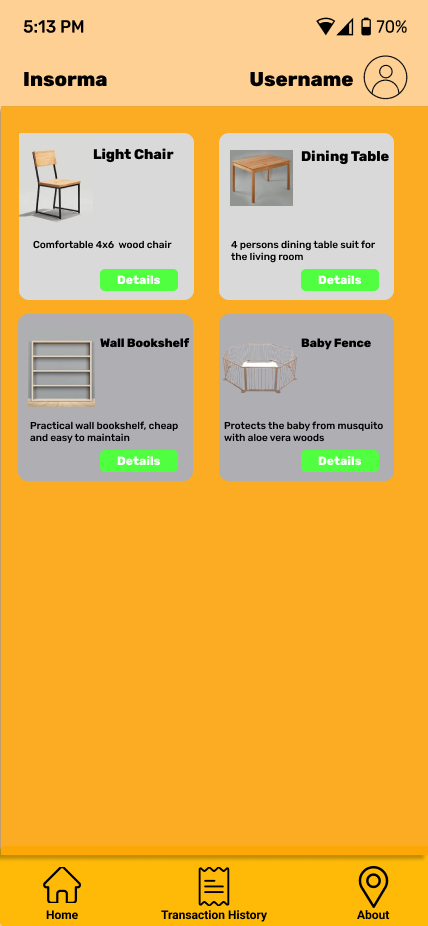 5:13 PM 70%
Insorma Username
Light Chair
Comfortable 4x6 wood chair
Details
Dining Table
4 persons dining table suit for
the living room
Details
Wall Bookshelf
Practical wall bookshelf, cheap
and easy to maintain
Details
Baby Fence
Protects the baby from musquito
with aloe vera woods
Details
Home Transaction History About